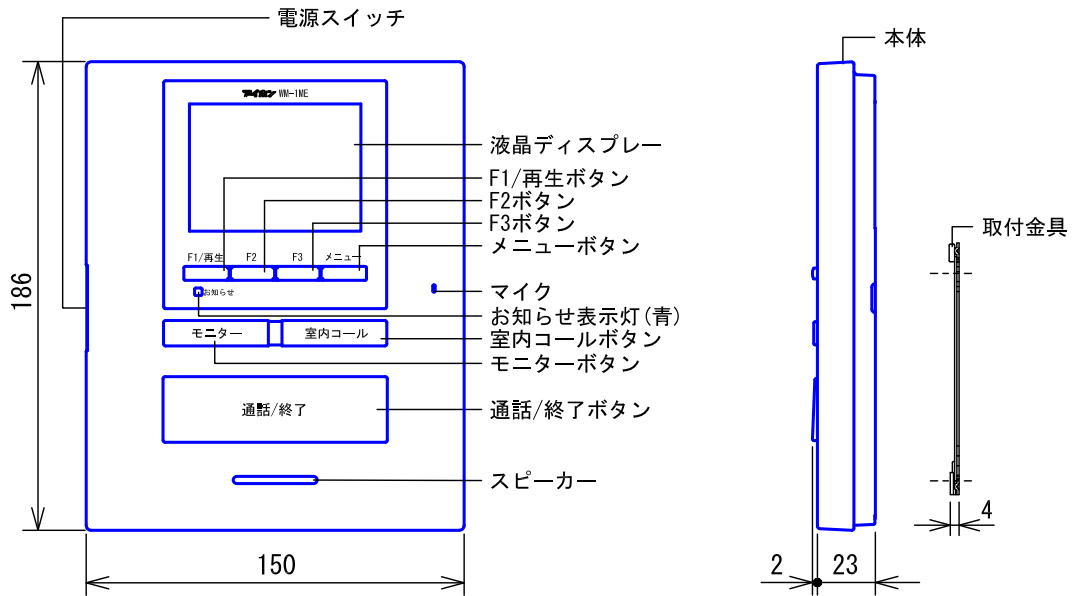 電源スイッチ
本体
アイホン WM-1ME
液晶ディスプレー
F1/再生ボタン
F2ボタン
F3ボタン
取付金具
メニューボタン
F1/再生 F2 F3 メニュー
186
マイク
お知らせ
お知らせ表示灯(青)
モニター 室内コール
室内コールボタン
モニターボタン
通話/終了
通話/終了ボタン
スピーカー
4
150
2 23